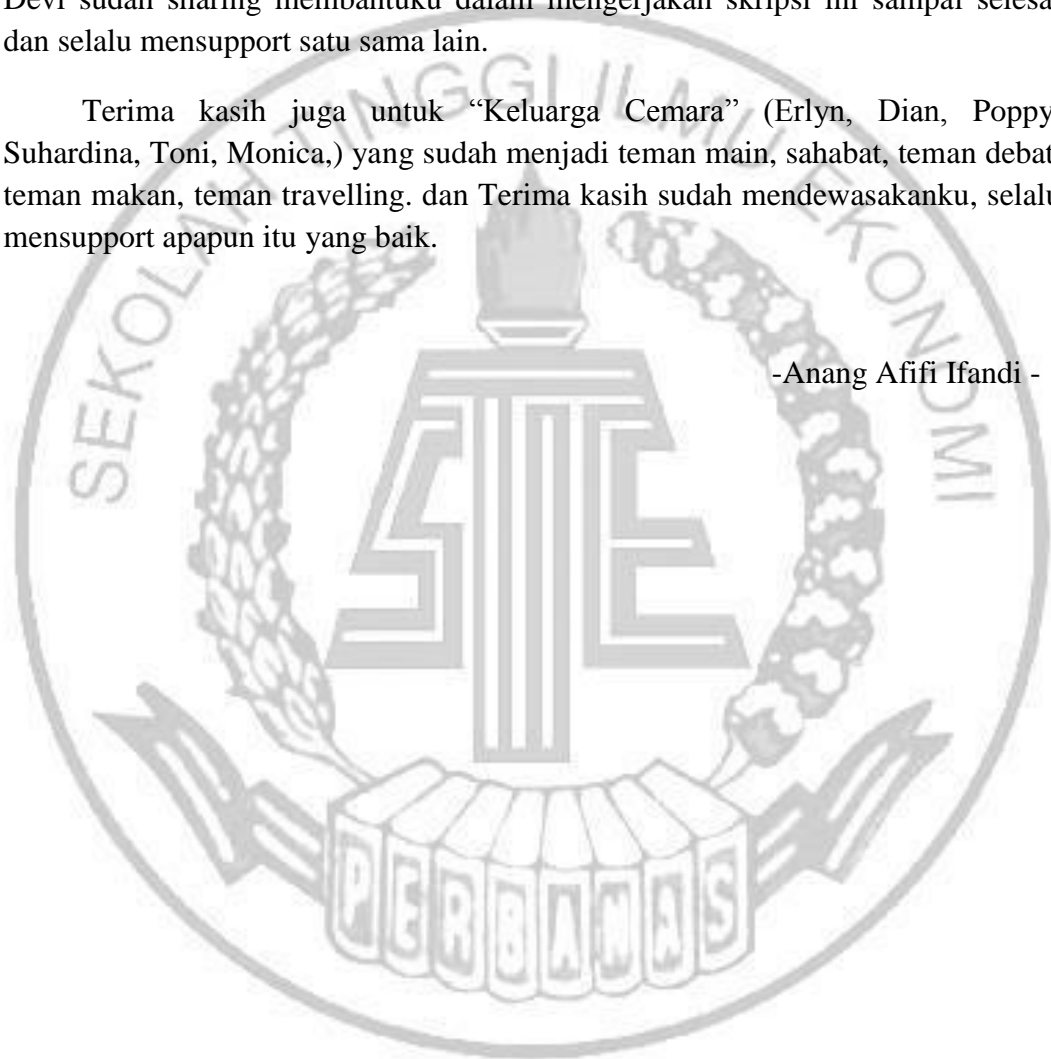 Devi sudah sharing membantuku dalam mengerjakan skripsi ini sampai selesa
dan selalu mensupport satu sama lain.
Terima kasih juga untuk “Keluarga Cemara” (Erlyn, Dian, Poppy
Suhardina, Toni, Monica,) yang sudah menjadi teman main, sahabat, teman debat
teman makan, teman travelling. dan Terima kasih sudah mendewasakanku, selalu
mensupport apapun itu yang baik.
-Anang Afifi Ifandi -
SEKOLAH TINGGI ILMU EKONOMI
STIE
PERBANAS